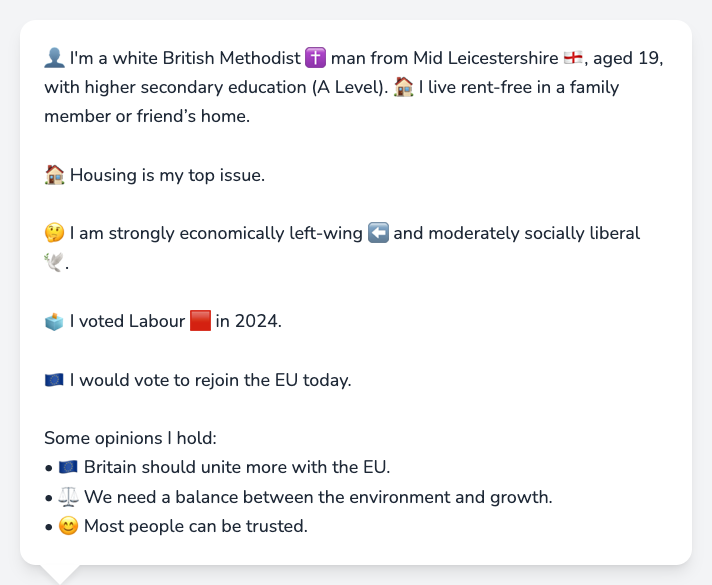 👤 I'm a white British Methodist ✝️ man from Mid Leicestershire 🏴󠁧󠁢󠁥󠁮󠁧󠁿, aged 19,
with higher secondary education (A Level). 🏠 I live rent-free in a family
member or friend’s home.
🏠 Housing is my top issue.
🤔 I am strongly economically left-wing ⬅️ and moderately socially liberal
🕊️.
🗳️ I voted Labour 🟥 in 2024.
🇪🇺 I would vote to rejoin the EU today.
Some opinions I hold:
• 🇪🇺 Britain should unite more with the EU.
• ⚖️ We need a balance between the environment and growth.
• 😊 Most people can be trusted.